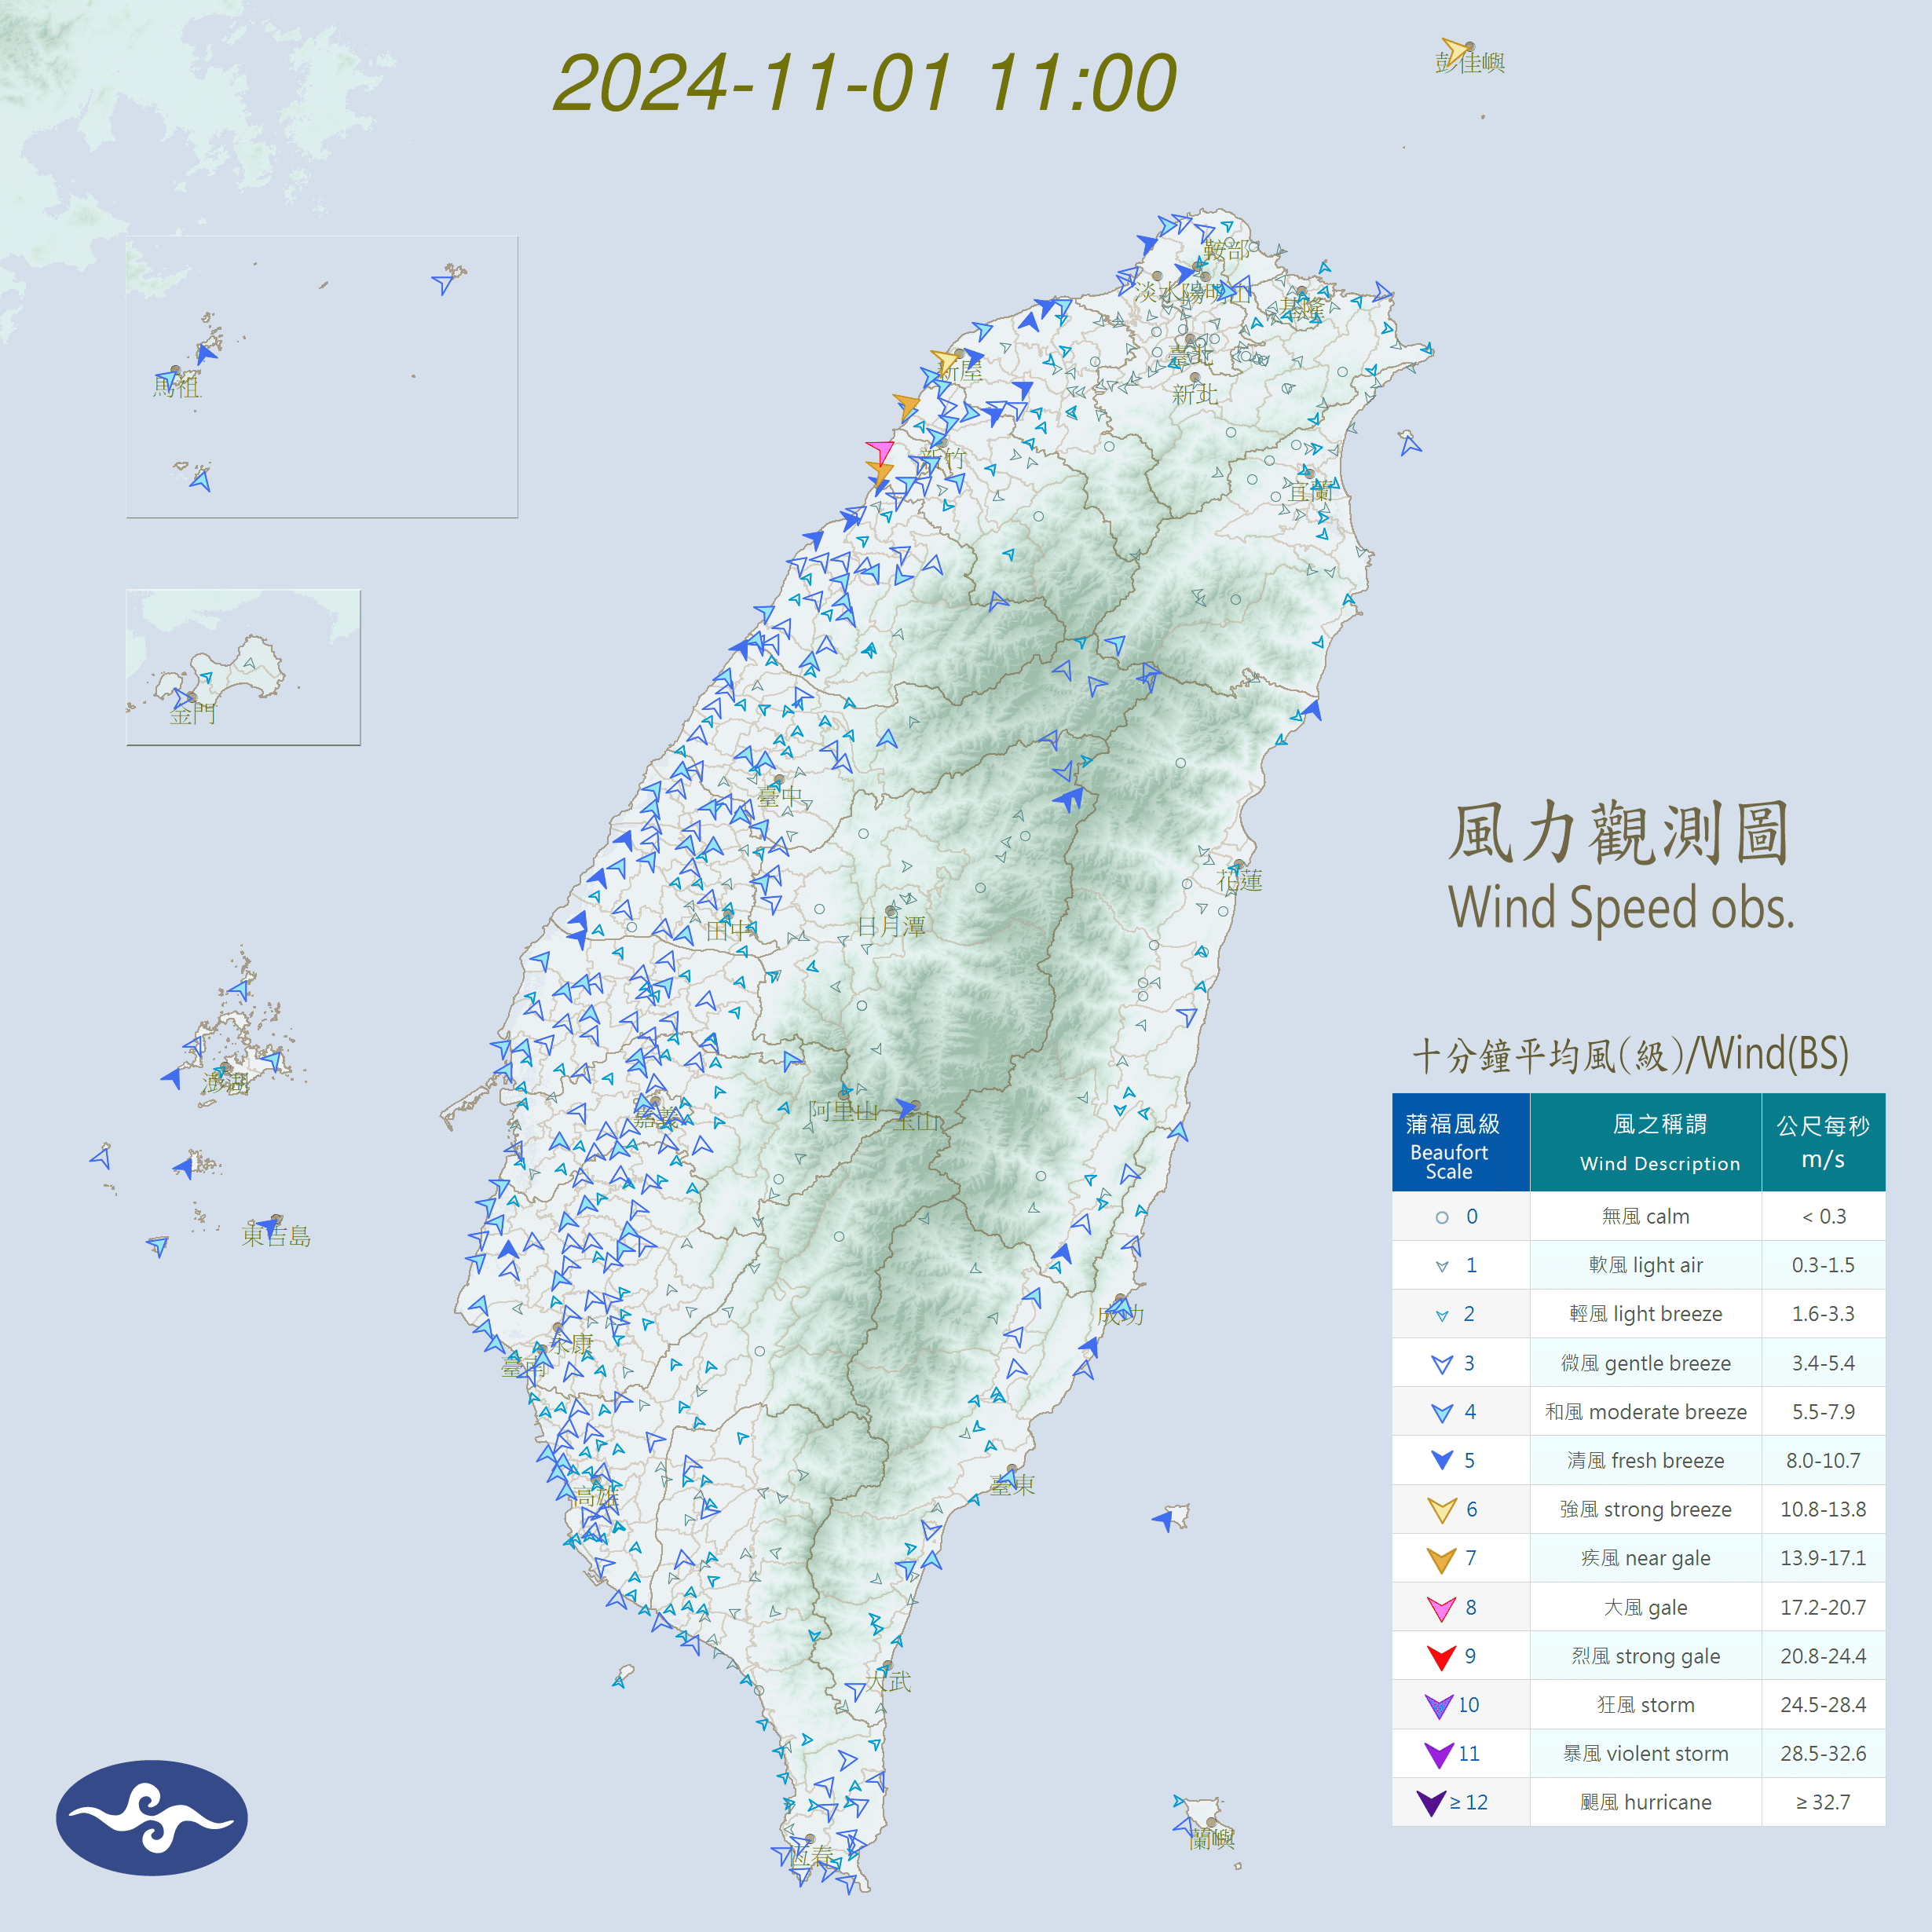 2024-11-01 11:00
彭佳嶼
鞍部
淡水
陽明山
基隆
臺北
新屋
新北
馬祖
新竹
宜蘭
金門
臺中
風力觀測圖
Wind Speed obs.
花蓮
田中
日月潭
十分鐘平均風(級)/Wind(BS)
澎湖
嘉義
阿里山
玉山
東吉島
成功
永康
臺南
臺東
高雄
大武
蘭嶼
恆春
蒲福風級 Beaufort Scale 風之稱謂 Wind Description 公尺每秒 m/s
0 無風 calm < 0.3
1 軟風 light air 0.3-1.5
2 輕風 light breeze 1.6-3.3
3 微風 gentle breeze 3.4-5.4
4 和風 moderate breeze 5.5-7.9
5 清風 fresh breeze 8.0-10.7
6 強風 strong breeze 10.8-13.8
7 疾風 near gale 13.9-17.1
8 大風 gale 17.2-20.7
9 烈風 strong gale 20.8-24.4
10 狂風 storm 24.5-28.4
11 暴風 violent storm 28.5-32.6
≥ 12 颶風 hurricane ≥ 32.7